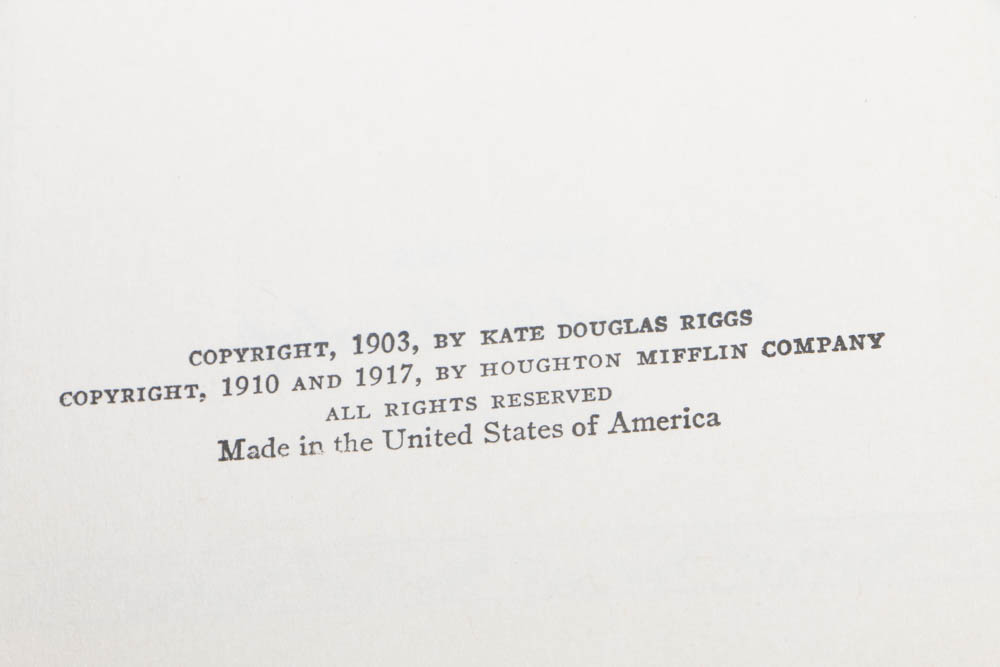 COPYRIGHT, 1903, BY KATE DOUGLAS RIGGS
COPYRIGHT, 1910 AND 1917, BY HOUGHTON MIFFLIN COMPANY
ALL RIGHTS RESERVED
Made in the United States of America